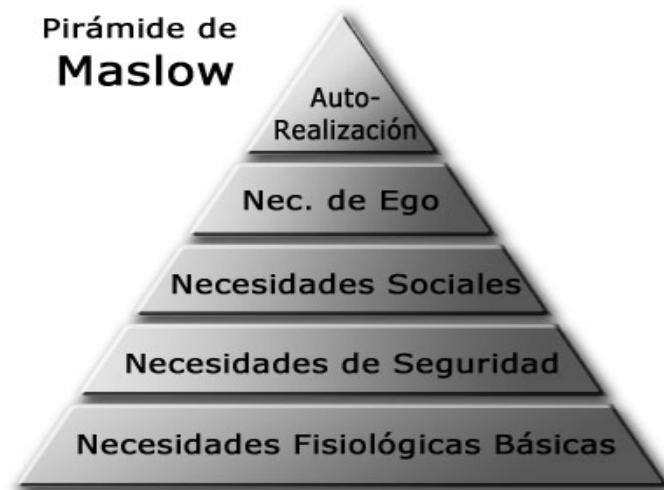 Pirámide de
Maslow
Auto-
Realización
Nec. de Ego
Necesidades Sociales
Necesidades de Seguridad
Necesidades Fisiológicas Básicas